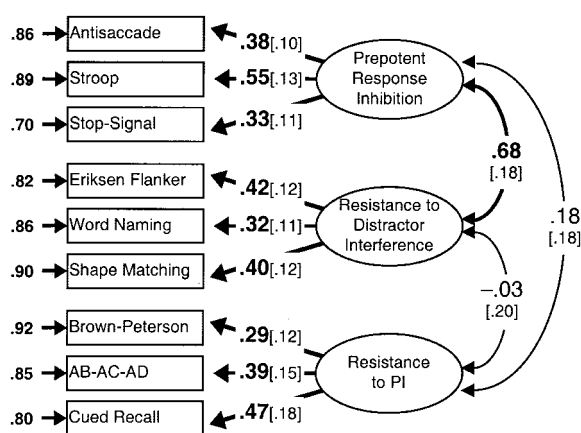 .86 Antisaccade .38[.10]
Prepotent
Response
Inhibition
.89 Stroop .55[.13]
.70 Stop-Signal .33[.11]
.68
[.18]
.82 Eriksen Flanker .42[.12]
Resistance to
Distractor
Interference
.86 Word Naming .32[.11]
.90 Shape Matching .40[.12]
.18
[.18]
–.03
[.20]
.92 Brown-Peterson .29[.12]
.85 AB-AC-AD .39[.15]
Resistance
to PI
.80 Cued Recall .47[.18]